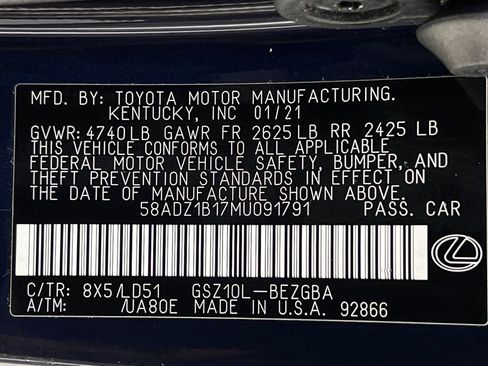 MFD. BY: TOYOTA MOTOR MANUFACTURING.
KENTUCKY, INC 01/21
GVWR: 4740 LB GAWR FR 2625 LB RR 2425 LB
THIS VEHICLE CONFORMS TO ALL APPLICABLE
FEDERAL MOTOR VEHICLE SAFETY, BUMPER, AND
THEFT PREVENTION STANDARDS IN EFFECT ON
THE DATE OF MANUFACTURE SHOWN ABOVE.
58ADZ1B17MU091791 PASS. CAR
C/TR: 8X5/LD51 GSZ10L-BEZGBA
A/TM: /UA80E MADE IN U.S.A. 92866